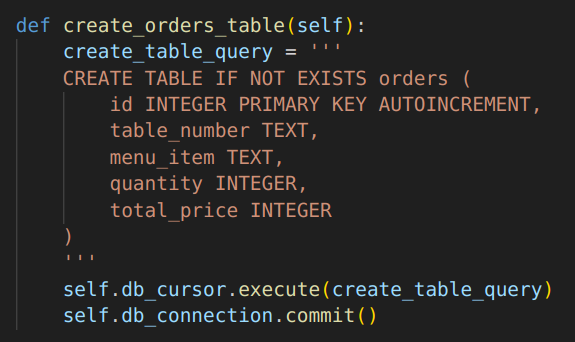 def create_orders_table(self):
    create_table_query = '''
    CREATE TABLE IF NOT EXISTS orders (
        id INTEGER PRIMARY KEY AUTOINCREMENT,
        table_number TEXT,
        menu_item TEXT,
        quantity INTEGER,
        total_price INTEGER
    )
    '''
    self.db_cursor.execute(create_table_query)
    self.db_connection.commit()